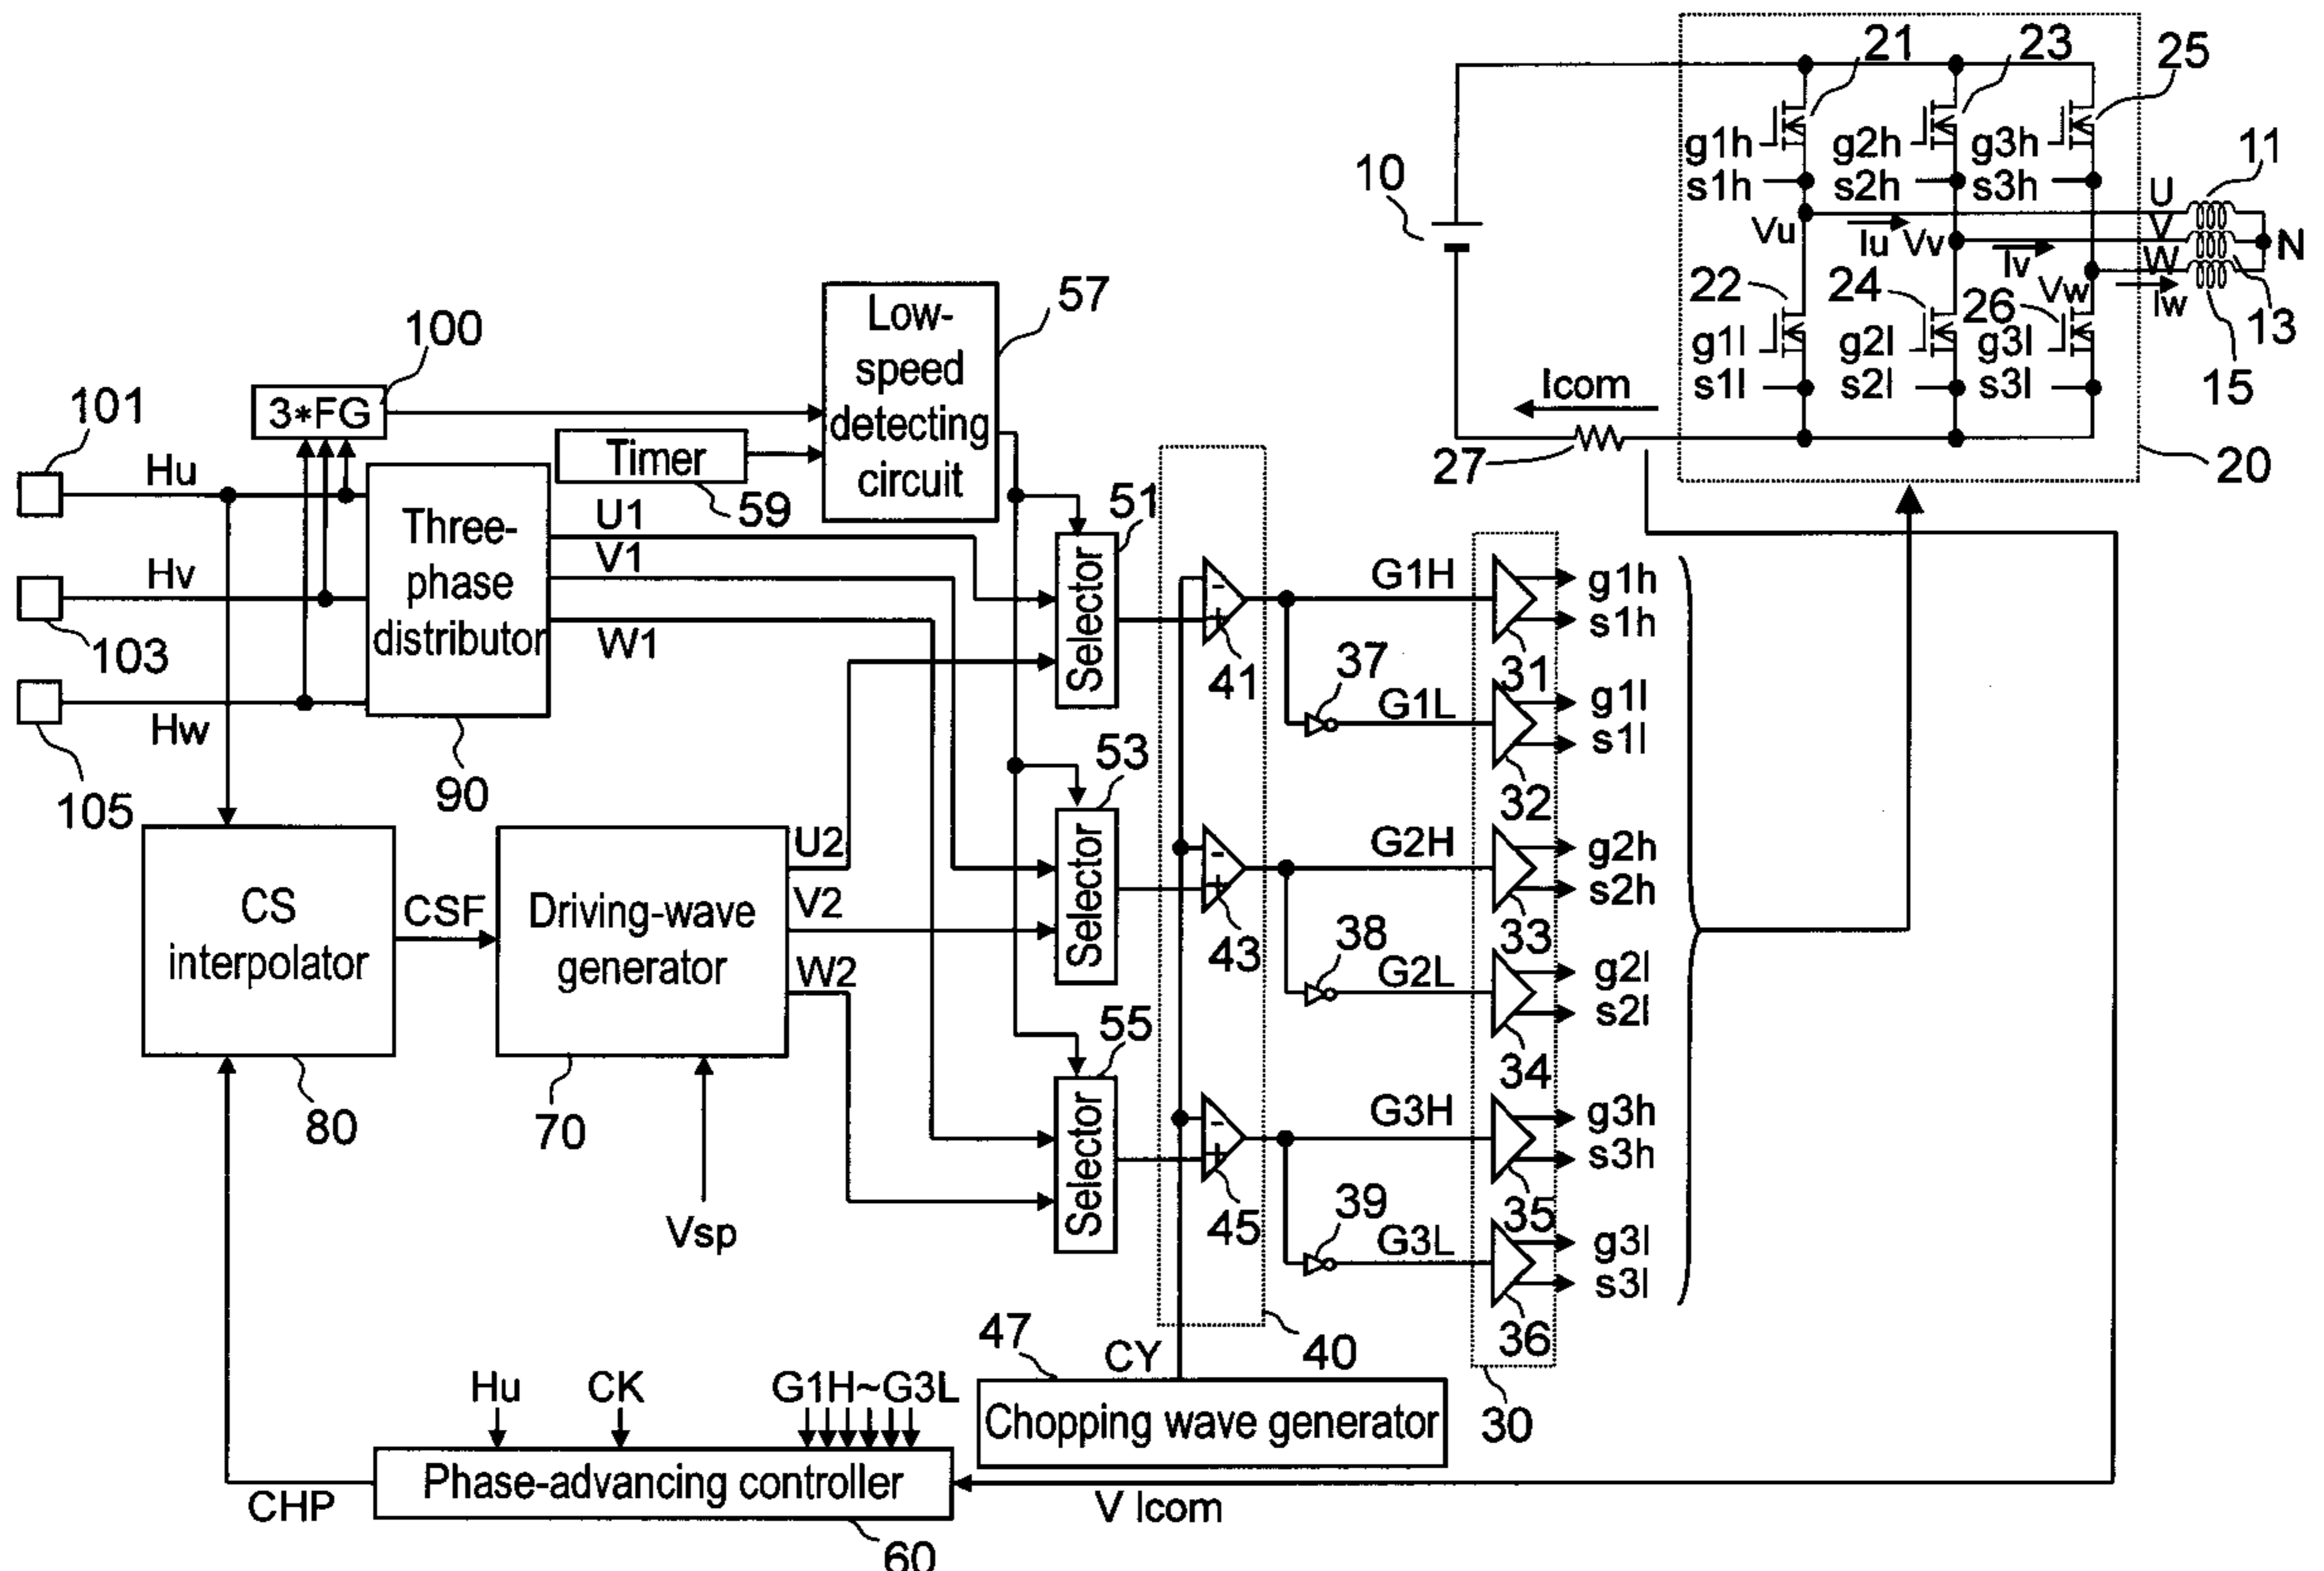 21
23
25
10
g1h
g2h
g3h
11
s1h
s2h
s3h
U
V
W
N
Vu
Iu
Vv
Iv
Vw
Iw
22
24
26
13
15
g1l
g2l
g3l
s1l
s2l
s3l
Icom
27
20
57
Low-
speed
detecting
circuit
100
3*FG
101
Timer
59
Hu
Hv
Hw
103
105
Three-
phase
distributor
90
U1
V1
W1
51
Selector
53
Selector
55
Selector
-
+
41
-
+
43
-
+
45
37
38
39
G1H
G1L
G2H
G2L
G3H
G3L
31
32
33
34
35
36
g1h
s1h
g1l
s1l
g2h
s2h
g2l
s2l
g3h
s3h
g3l
s3l
CS
interpolator
80
CSF
Driving-wave
generator
70
U2
V2
W2
Vsp
40
30
47
CY
Chopping wave generator
Hu
CK
G1H~G3L
Phase-advancing controller
60
CHP
V Icom